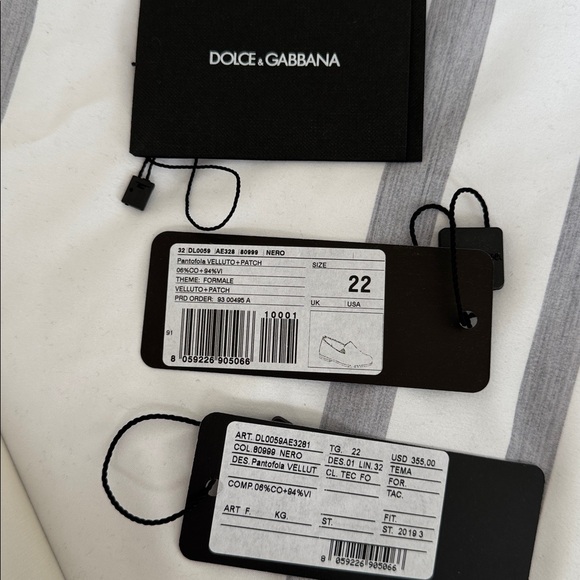 DOLCE & GABBANA
32 DL0059 AE328 80999 NERO
Pantofola VELLUTO+PATCH
06%CO+94%VI
THEME: FORMALE
VELLUTO+PATCH
PRD ORDER: 93 00495 A
SIZE
22
UK USA
10001
91
8 059226 905066
ART. DL0059AE3281
COL.80999 NERO
DES.Pantofola VELLUT
COMP.06%CO+94%VI
ART F. KG.
TG. 22
DES.01 LIN.32
CL. TEC FO
ST.
ST.
USD 355,00
TEMA
FOR.
TAC.
FIT.
ST. 2019 3
8 059226 905066